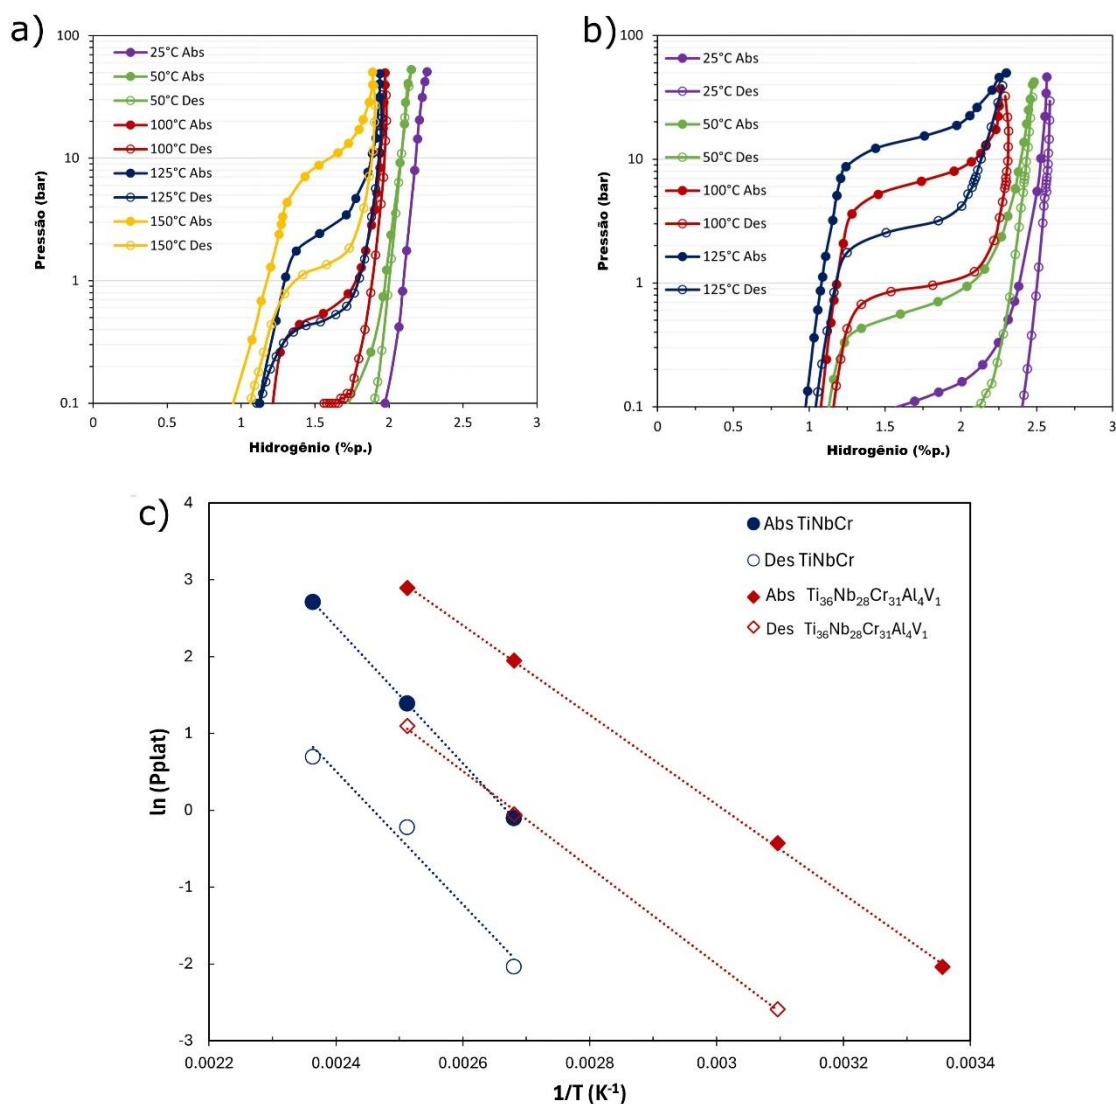 a)
100
10
1
0.1
Pressão (bar)
25°C Abs
50°C Abs
50°C Des
100°C Abs
100°C Des
125°C Abs
125°C Des
150°C Abs
150°C Des
0 0.5 1 1.5 2 2.5 3
Hidrogênio (%p.)
b)
100
10
1
0.1
Pressão (bar)
25°C Abs
25°C Des
50°C Abs
50°C Des
100°C Abs
100°C Des
125°C Abs
125°C Des
0 0.5 1 1.5 2 2.5 3
Hidrogênio (%p.)
c)
4
3
2
1
0
-1
-2
-3
ln (Pplat)
Abs TiNbCr
Des TiNbCr
Abs Ti₃₆Nb₂₈Cr₃₁Al₄V₁
Des Ti₃₆Nb₂₈Cr₃₁Al₄V₁
0.0022 0.0024 0.0026 0.0028 0.003 0.0032 0.0034
1/T (K⁻¹)